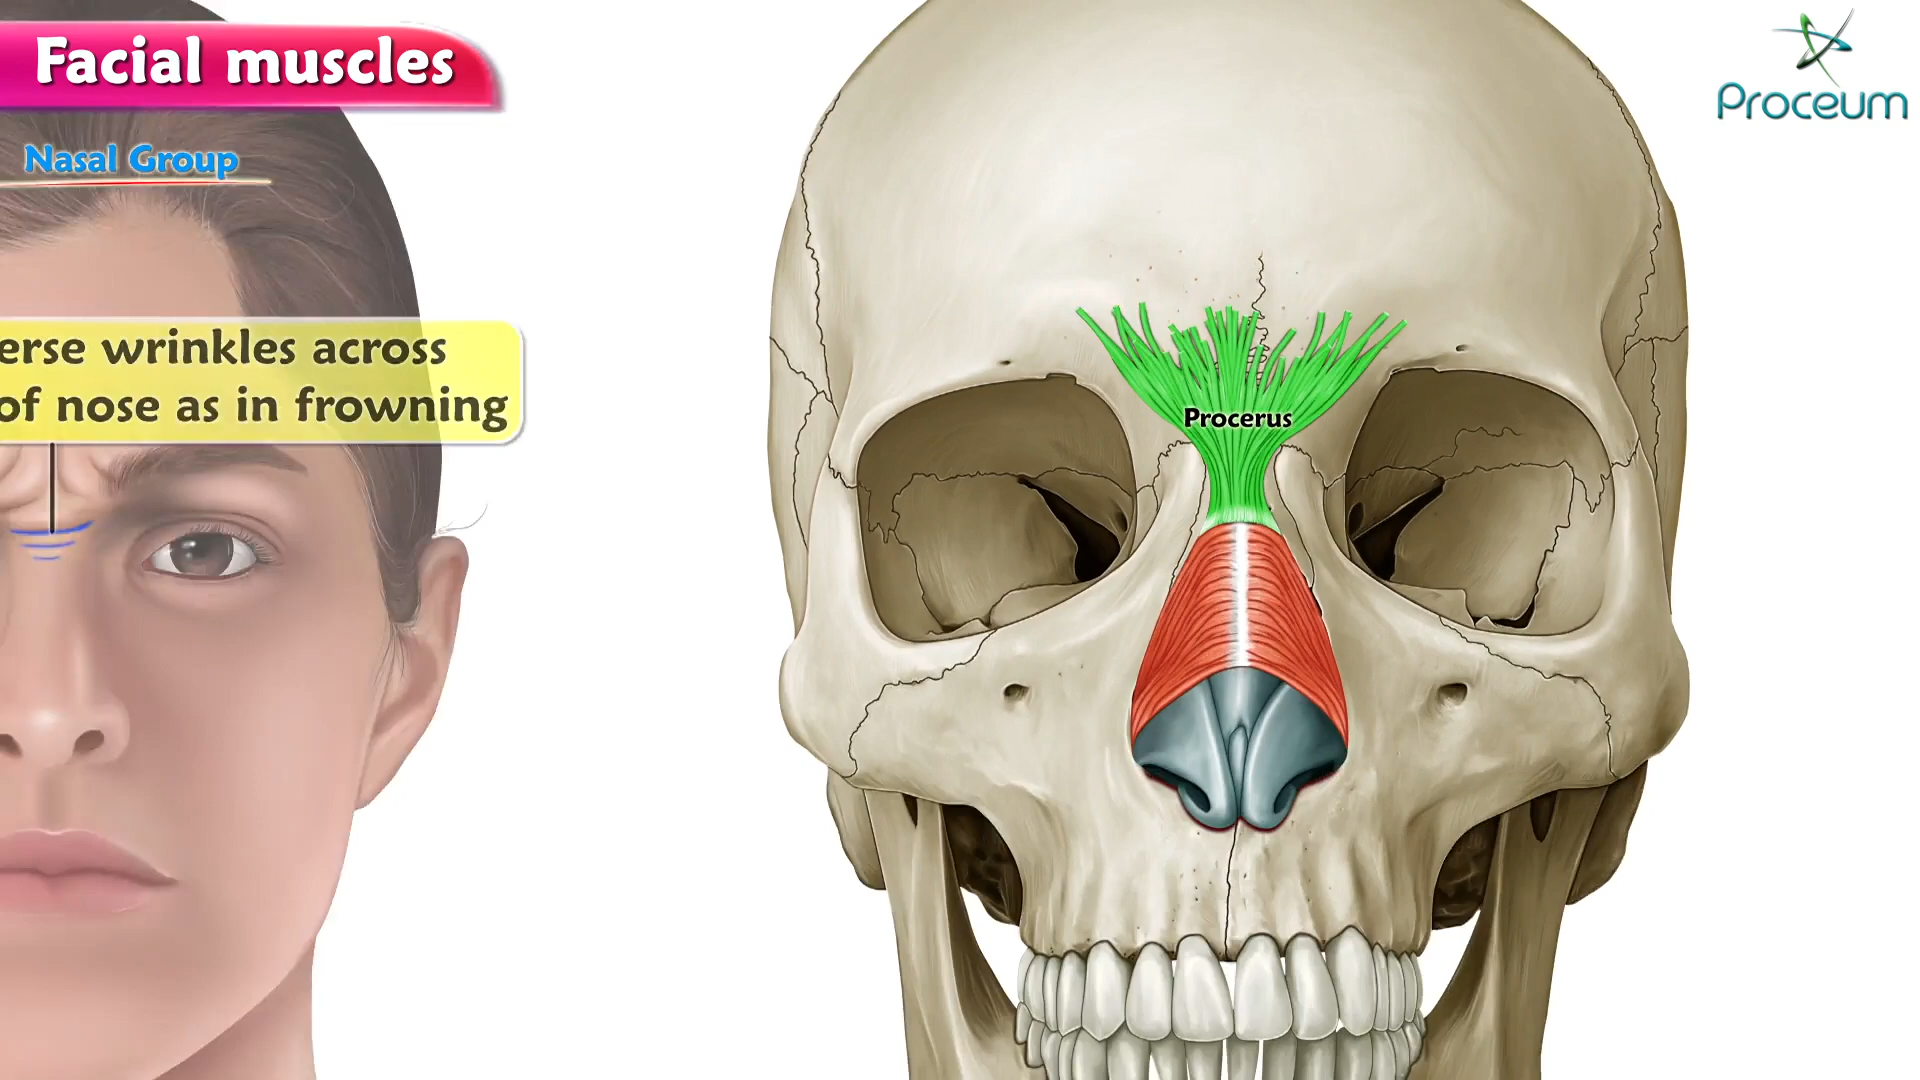 Facial muscles
Proceum
Nasal Group
erse wrinkles across
of nose as in frowning
Procerus